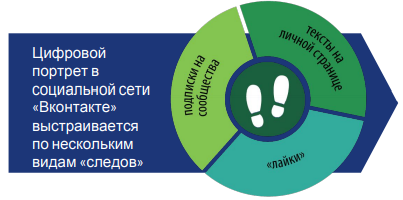 Цифровой
портрет в
социальной сети
«Вконтакте»
выстраивается
по нескольким
видам «следов»
подписки на
сообщества
тексты на
личной странице
«лайки»